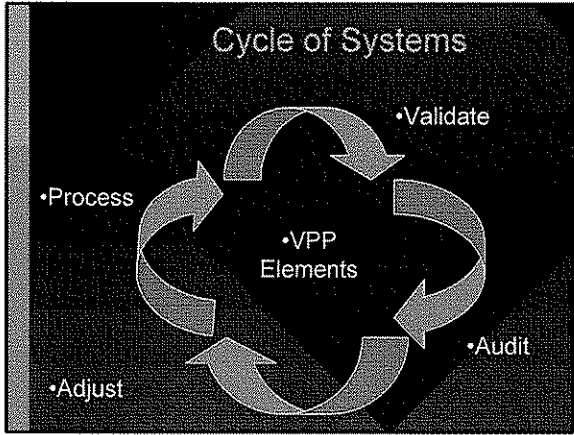 Cycle of Systems
•Validate
•Process
•VPP
Elements
•Audit
•Adjust